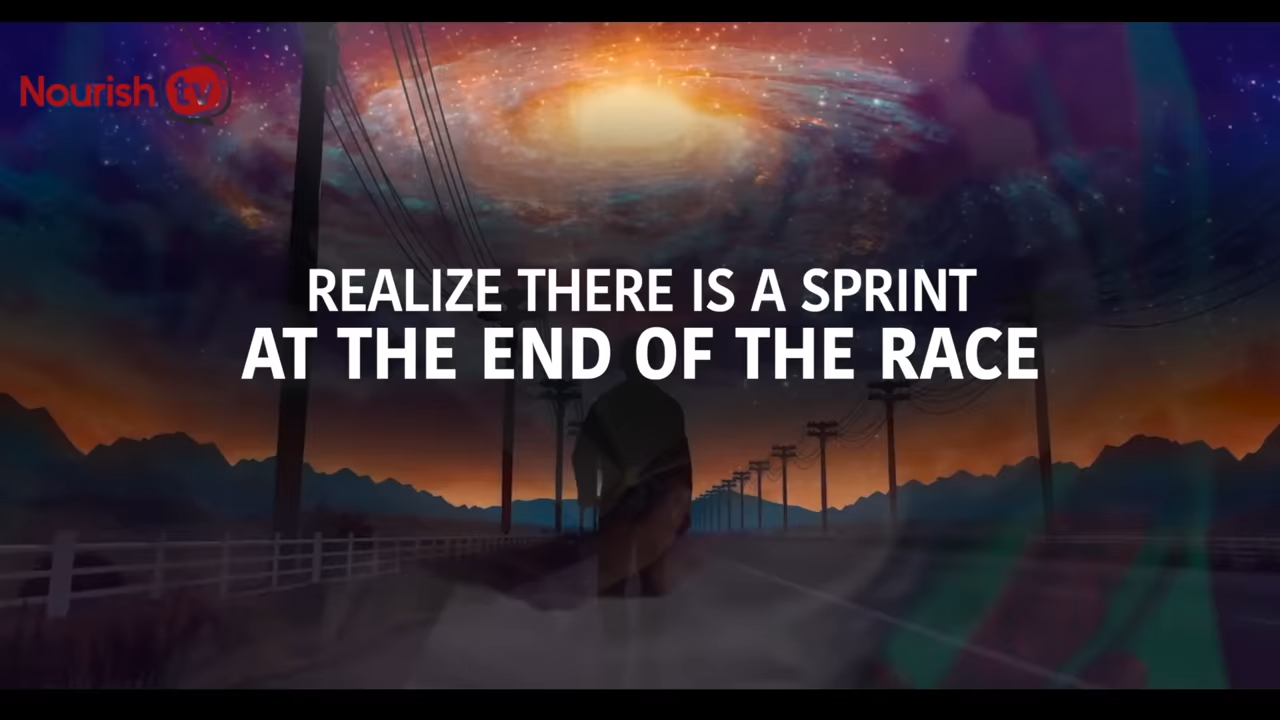 Nourish tv
REALIZE THERE IS A SPRINT
AT THE END OF THE RACE